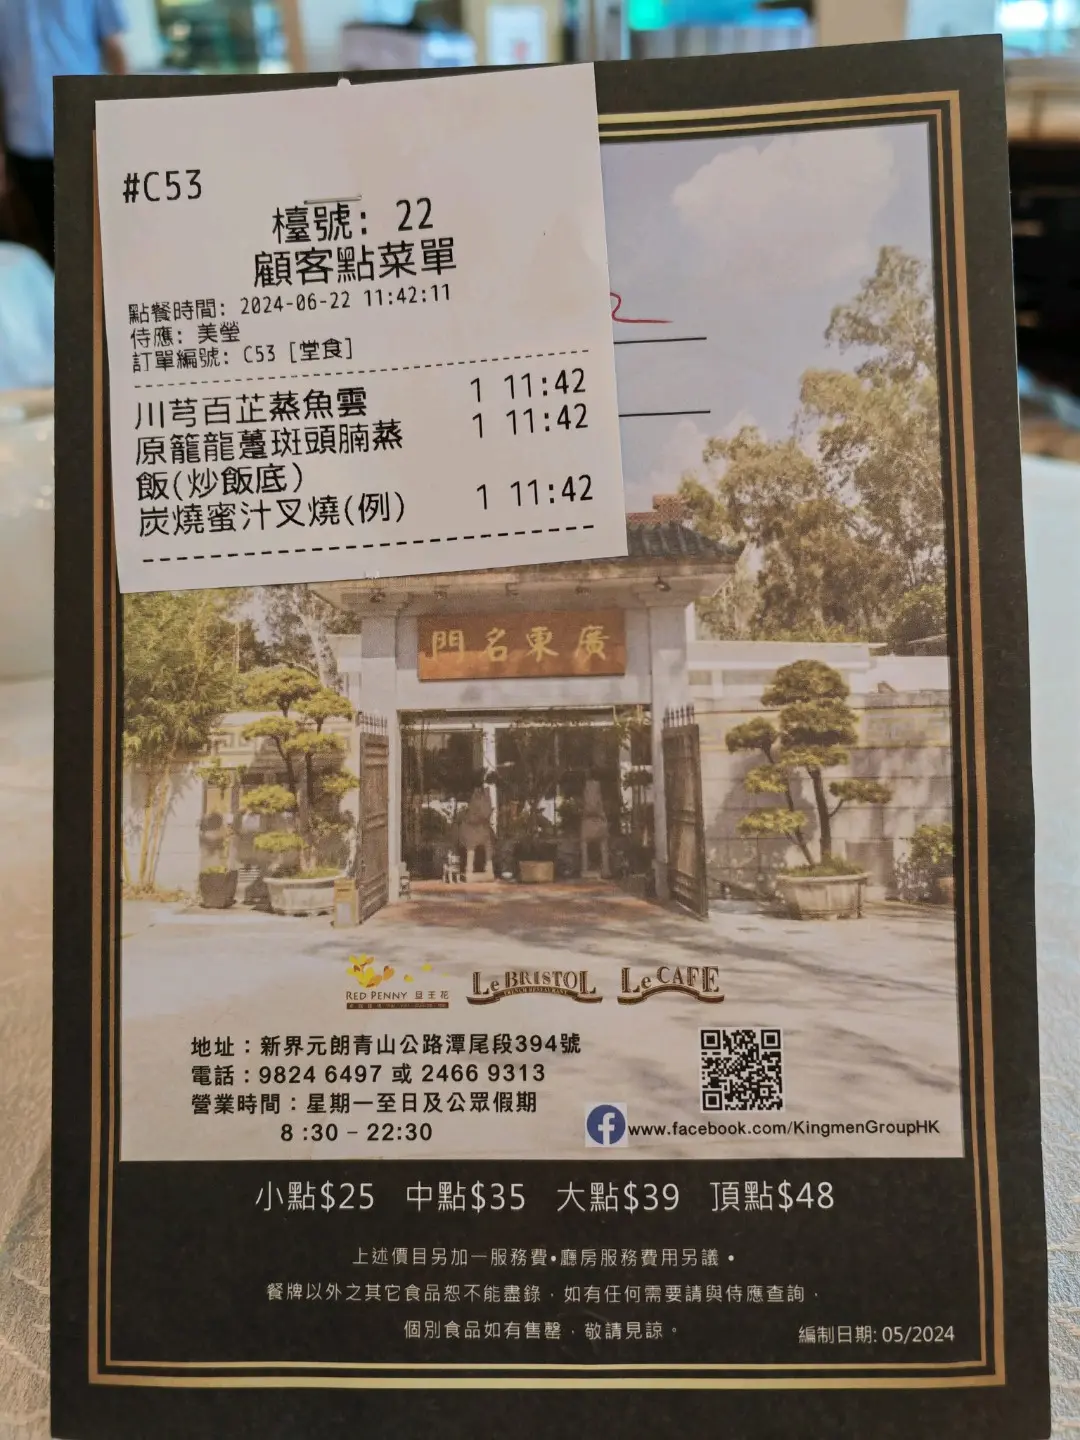 #C53
檯號: 22
顧客點菜單
點餐時間: 2024-06-22 11:42:11
侍應: 美瑩
訂單編號: C53 [堂食]
川芎百芷蒸魚雲 1 11:42
原籠龍躉斑頭腩蒸 1 11:42
飯(炒飯底)
炭燒蜜汁叉燒(例) 1 11:42
門名東廣
RED PENNY 皇王花
Le BRISTOL
Le CAFE
地址：新界元朗青山公路潭尾段394號
電話：9824 6497 或 2466 9313
營業時間：星期一至日及公眾假期
8:30 - 22:30
www.facebook.com/KingmenGroupHK
小點$25 中點$35 大點$39 頂點$48
上述價目另加一服務費•廳房服務費用另議•
餐牌以外之其它食品恕不能盡錄，如有任何需要請與侍應查詢，
個別食品如有售罄，敬請見諒。
編制日期: 05/2024